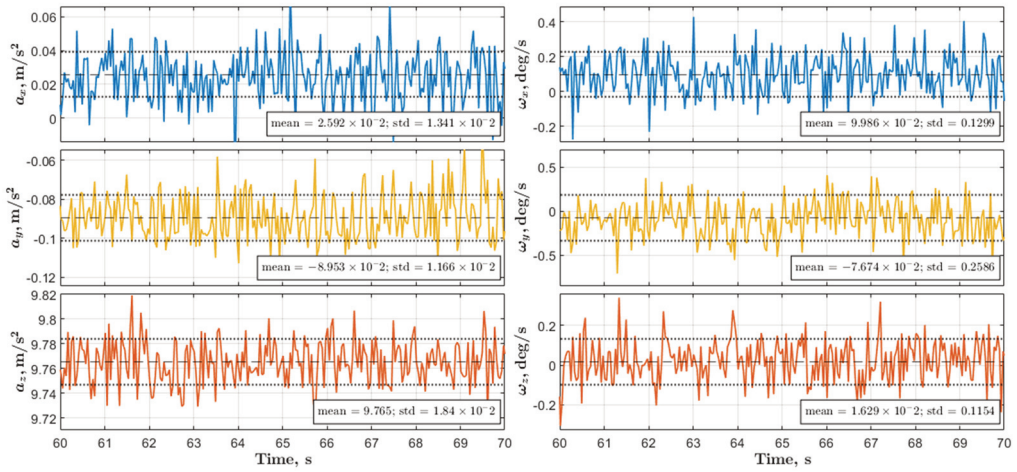 0.06
0.04
0.02
0
aₓ, m/s²
mean = 2.592 × 10⁻2; std = 1.341 × 10⁻2
0.4
0.2
0
-0.2
ωₓ, deg/s
mean = 9.986 × 10⁻2; std = 0.1299
-0.06
-0.08
-0.1
-0.12
a_y, m/s²
mean = −8.953 × 10⁻2; std = 1.166 × 10⁻2
0.5
0
-0.5
ω_y, deg/s
mean = −7.674 × 10⁻2; std = 0.2586
9.82
9.8
9.78
9.76
9.74
9.72
a_z, m/s²
mean = 9.765; std = 1.84 × 10⁻2
60 61 62 63 64 65 66 67 68 69 70
Time, s
0.2
0
-0.2
ω_z, deg/s
mean = 1.629 × 10⁻2; std = 0.1154
60 61 62 63 64 65 66 67 68 69 70
Time, s